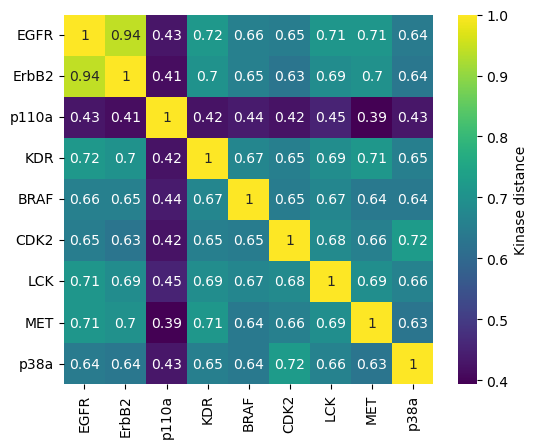 EGFR 1 0.94 0.43 0.72 0.66 0.65 0.71 0.71 0.64
ErbB2 0.94 1 0.41 0.7 0.65 0.63 0.69 0.7 0.64
p110a 0.43 0.41 1 0.42 0.44 0.42 0.45 0.39 0.43
KDR 0.72 0.7 0.42 1 0.67 0.65 0.69 0.71 0.65
BRAF 0.66 0.65 0.44 0.67 1 0.65 0.67 0.64 0.64
CDK2 0.65 0.63 0.42 0.65 0.65 1 0.68 0.66 0.72
LCK 0.71 0.69 0.45 0.69 0.67 0.68 1 0.69 0.66
MET 0.71 0.7 0.39 0.71 0.64 0.66 0.69 1 0.63
p38a 0.64 0.64 0.43 0.65 0.64 0.72 0.66 0.63 1
EGFR ErbB2 p110a KDR BRAF CDK2 LCK MET p38a
1.0
0.9
0.8
0.7
0.6
0.5
0.4
Kinase distance